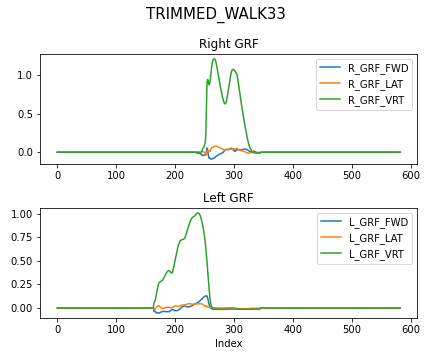 TRIMMED_WALK33
Right GRF
R_GRF_FWD
R_GRF_LAT
R_GRF_VRT
1.0
0.5
0.0
0 100 200 300 400 500 600
Left GRF
L_GRF_FWD
L_GRF_LAT
L_GRF_VRT
1.00
0.75
0.50
0.25
0.00
0 100 200 300 400 500 600
Index